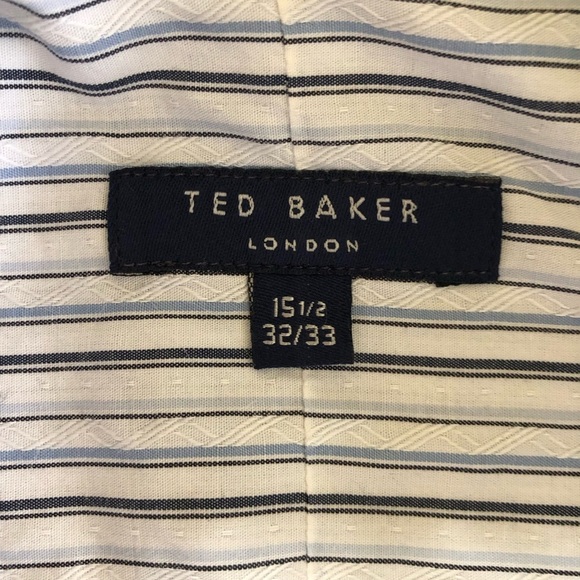 TED BAKER
LONDON
15 1/2
32/33